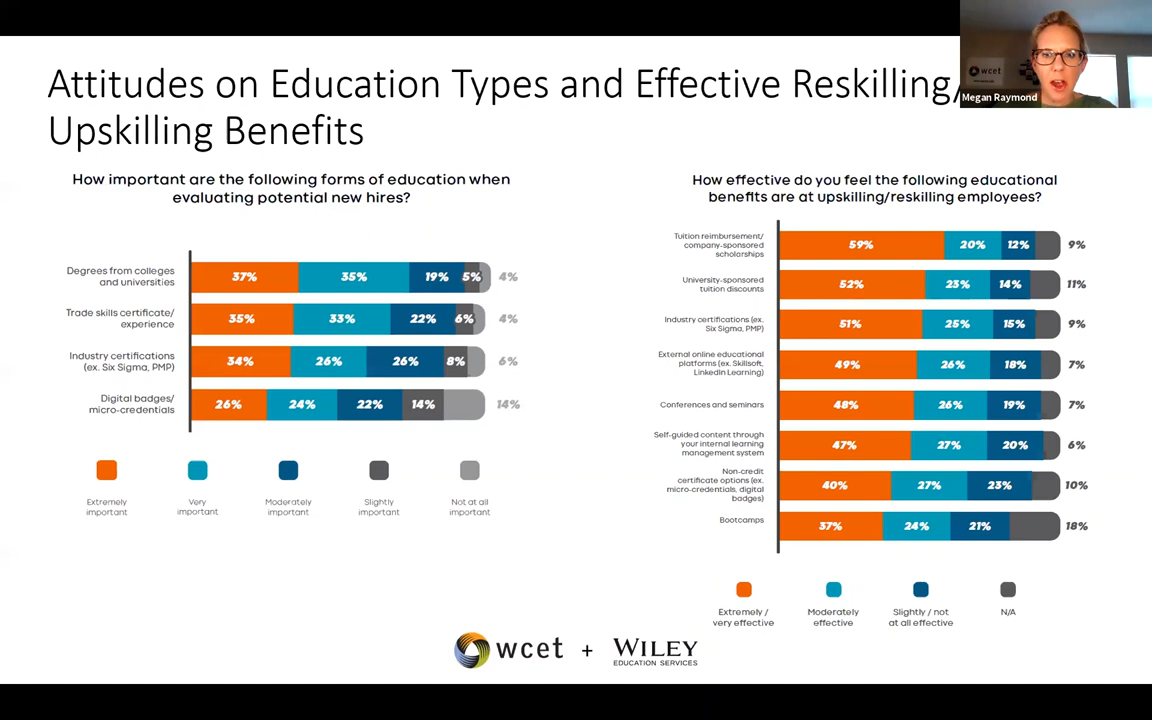 wcet
Megan Raymond
Attitudes on Education Types and Effective Reskilling/
Upskilling Benefits
How important are the following forms of education when
evaluating potential new hires?
Degrees from colleges
and universities
37% 35% 19% 5% 4%
Trade skills certificate/
experience
35% 33% 22% 6% 4%
Industry certifications
(ex. Six Sigma, PMP)
34% 26% 26% 8% 6%
Digital badges/
micro-credentials
26% 24% 22% 14% 14%
Extremely
important
Very
important
Moderately
important
Slightly
important
Not at all
important
How effective do you feel the following educational
benefits are at upskilling/reskilling employees?
Tuition reimbursement/
company-sponsored
scholarships
59% 20% 12% 9%
University-sponsored
tuition discounts
52% 23% 14% 11%
Industry certifications (ex.
Six Sigma, PMP)
51% 25% 15% 9%
External online educational
platforms (ex. Skillsoft,
LinkedIn Learning)
49% 26% 18% 7%
Conferences and seminars
48% 26% 19% 7%
Self-guided content through
your internal learning
management system
47% 27% 20% 6%
Non-credit
certificate options (ex.
micro-credentials, digital
badges)
40% 27% 23% 10%
Bootcamps
37% 24% 21% 18%
Extremely /
very effective
Moderately
effective
Slightly / not
at all effective
N/A
wcet + WILEY
EDUCATION SERVICES